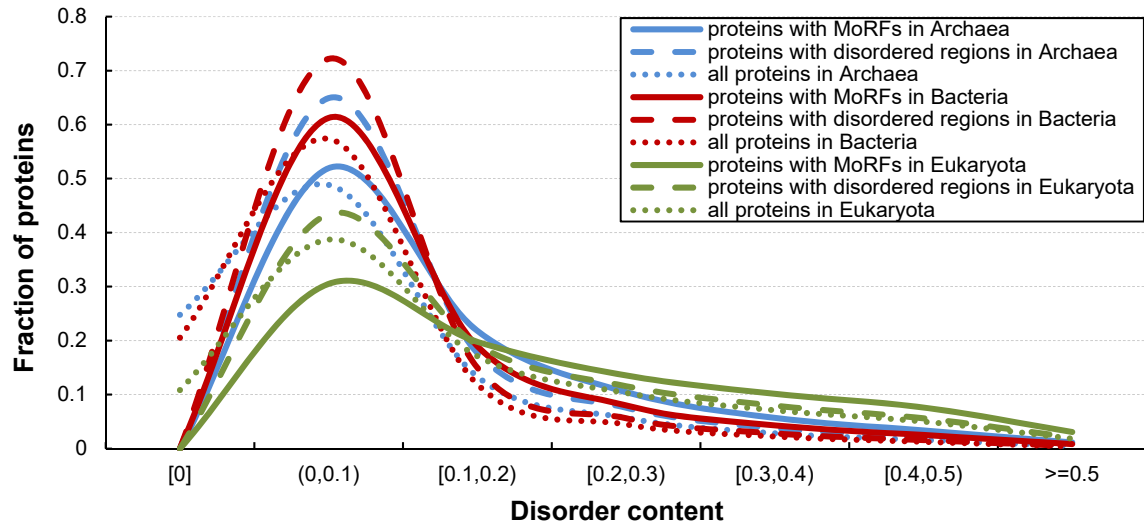 Fraction of proteins
0.8
0.7
0.6
0.5
0.4
0.3
0.2
0.1
0
proteins with MoRFs in Archaea
proteins with disordered regions in Archaea
all proteins in Archaea
proteins with MoRFs in Bacteria
proteins with disordered regions in Bacteria
all proteins in Bacteria
proteins with MoRFs in Eukaryota
proteins with disordered regions in Eukaryota
all proteins in Eukaryota
[0] (0,0.1) [0.1,0.2) [0.2,0.3) [0.3,0.4) [0.4,0.5) >=0.5
Disorder content